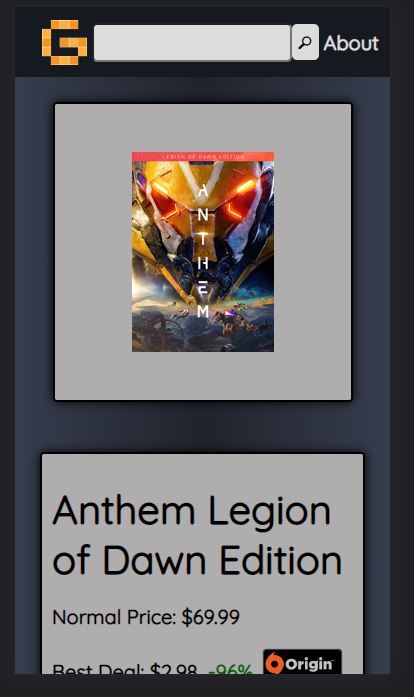 G
About
LEGION OF DAWN EDITION
ANTHEM
Anthem Legion
of Dawn Edition
Normal Price: $69.99
Best Deal: $2.98 -96% Origin